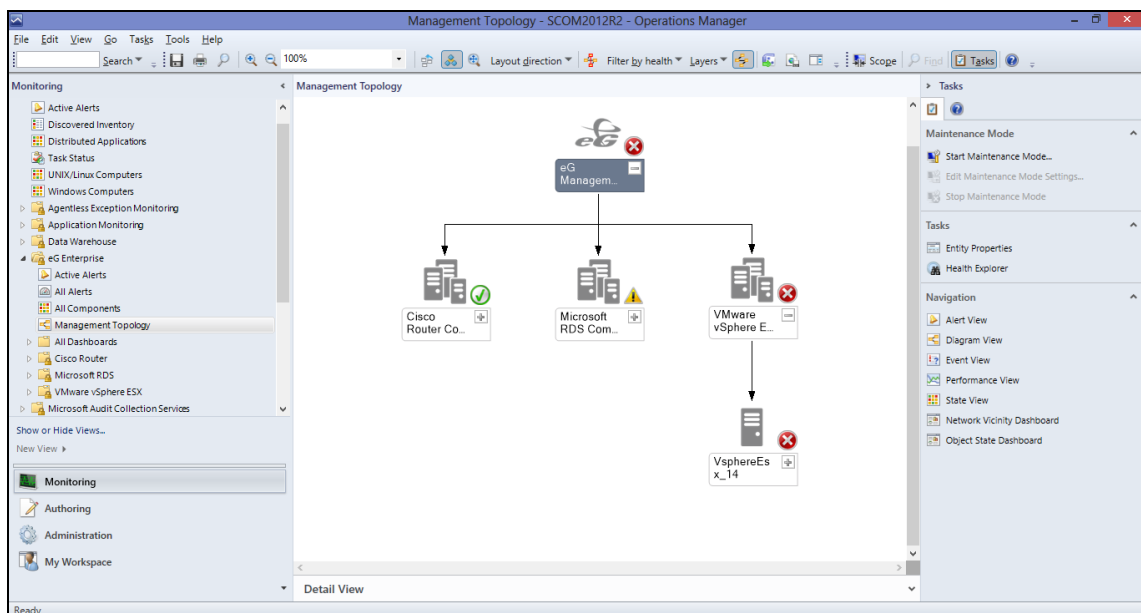 Management Topology - SCOM2012R2 - Operations Manager
File Edit View Go Tasks Tools Help
Search 100% Layout direction Filter by health Layers Scope Find Tasks
Monitoring
Active Alerts
Discovered Inventory
Distributed Applications
Task Status
UNIX/Linux Computers
Windows Computers
Agentless Exception Monitoring
Application Monitoring
Data Warehouse
eG Enterprise
Active Alerts
All Alerts
All Components
Management Topology
All Dashboards
Cisco Router
Microsoft RDS
VMware vSphere ESX
Microsoft Audit Collection Services
Show or Hide Views...
New View
Monitoring
Authoring
Administration
My Workspace
Ready
Management Topology
eG
eG
Managem...
Cisco
Router Co...
Microsoft
RDS Com...
VMware
vSphere E...
VsphereEs
x_14
Detail View
Tasks
Maintenance Mode
Start Maintenance Mode...
Edit Maintenance Mode Settings...
Stop Maintenance Mode
Tasks
Entity Properties
Health Explorer
Navigation
Alert View
Diagram View
Event View
Performance View
State View
Network Vicinity Dashboard
Object State Dashboard